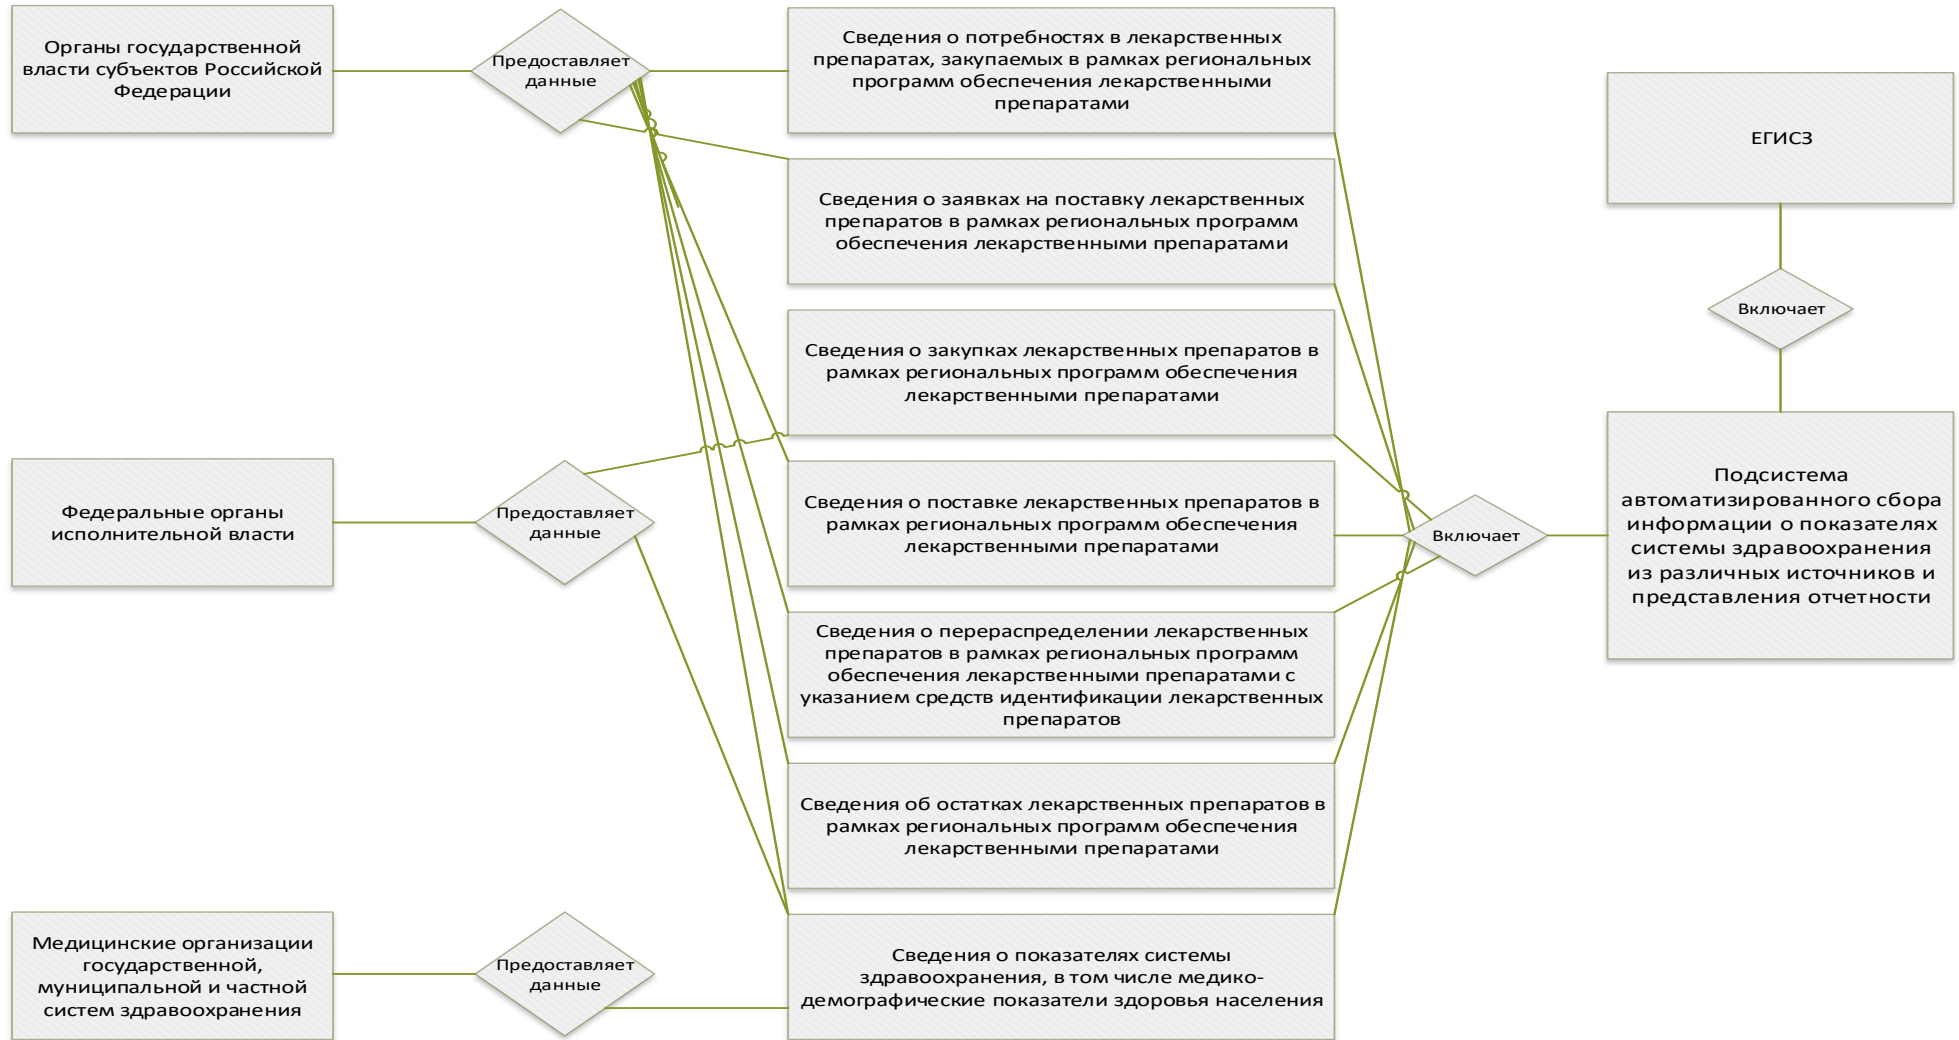 Органы государственной
власти субъектов Российской
Федерации
Предоставляет
данные
Сведения о потребностях в лекарственных
препаратах, закупаемых в рамках региональных
программ обеспечения лекарственными
препаратами
ЕГИСЗ
Сведения о заявках на поставку лекарственных
препаратов в рамках региональных программ
обеспечения лекарственными препаратами
Включает
Сведения о закупках лекарственных препаратов в
рамках региональных программ обеспечения
лекарственными препаратами
Федеральные органы
исполнительной власти
Предоставляет
данные
Сведения о поставке лекарственных препаратов в
рамках региональных программ обеспечения
лекарственными препаратами
Включает
Подсистема
автоматизированного сбора
информации о показателях
системы здравоохранения
из различных источников и
представления отчетности
Сведения о перераспределении лекарственных
препаратов в рамках региональных программ
обеспечения лекарственными препаратами с
указанием средств идентификации лекарственных
препаратов
Сведения об остатках лекарственных препаратов в
рамках региональных программ обеспечения
лекарственными препаратами
Медицинские организации
государственной,
муниципальной и частной
систем здравоохранения
Предоставляет
данные
Сведения о показателях системы
здравоохранения, в том числе медико-
демографические показатели здоровья населения